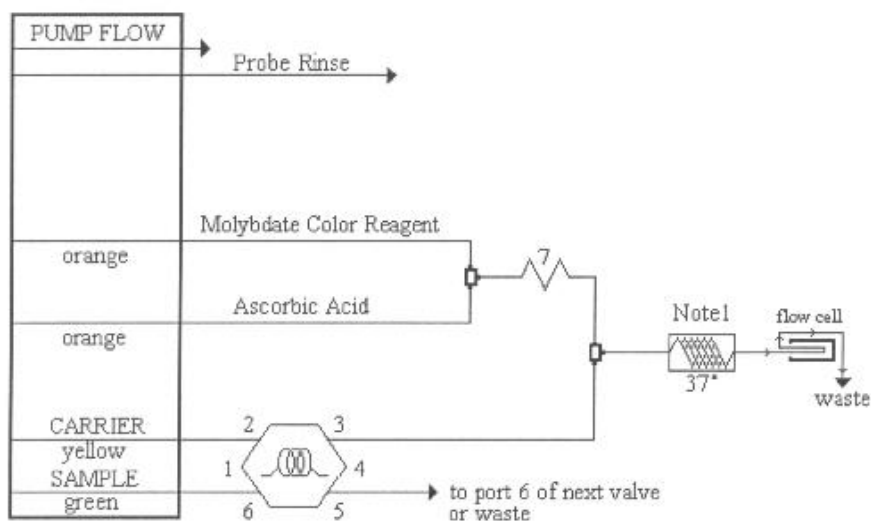 PUMP FLOW
Probe Rinse
Molybdate Color Reagent
orange
7
Ascorbic Acid
orange
Note1
37°
flow cell
waste
CARRIER
yellow
SAMPLE
green
2
3
1
4
6
5
to port 6 of next valve
or waste